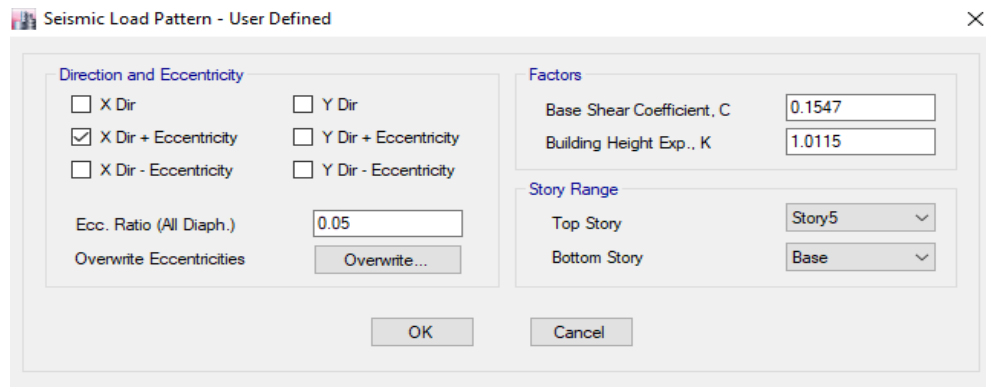 Seismic Load Pattern - User Defined
Direction and Eccentricity
X Dir
Y Dir
X Dir + Eccentricity
Y Dir + Eccentricity
X Dir - Eccentricity
Y Dir - Eccentricity
Ecc. Ratio (All Diaph.)
0.05
Overwrite Eccentricities
Overwrite...
Factors
Base Shear Coefficient, C
0.1547
Building Height Exp., K
1.0115
Story Range
Top Story
Story5
Bottom Story
Base
OK
Cancel